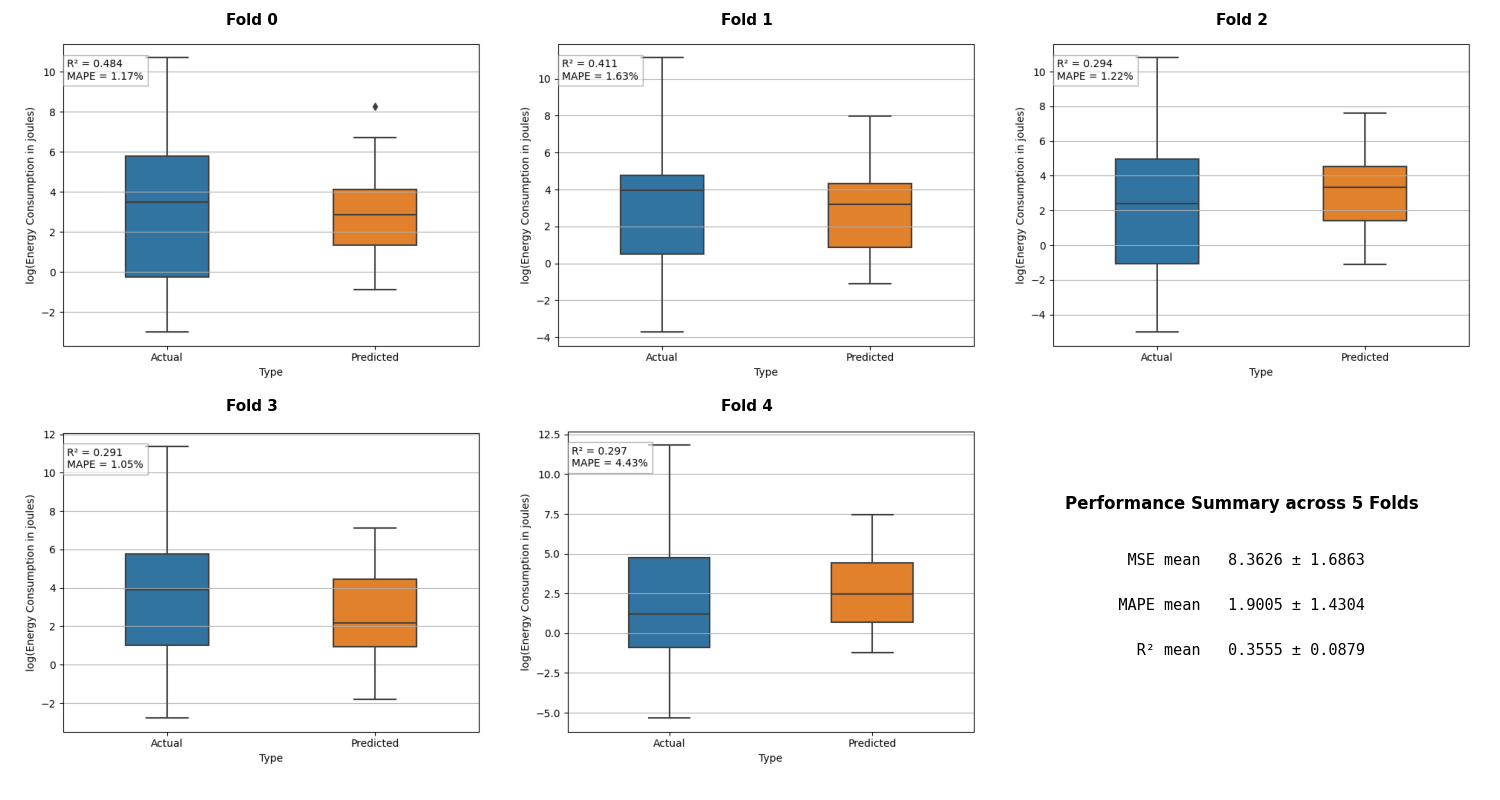 Fold 0
R² = 0.484
MAPE = 1.17%
10
8
6
4
2
0
−2
log(Energy Consumption in joules)
Actual
Predicted
Type
Fold 1
R² = 0.411
MAPE = 1.63%
10
8
6
4
2
0
−2
−4
log(Energy Consumption in joules)
Actual
Predicted
Type
Fold 2
R² = 0.294
MAPE = 1.22%
10
8
6
4
2
0
−2
−4
log(Energy Consumption in joules)
Actual
Predicted
Type
Fold 3
R² = 0.291
MAPE = 1.05%
12
10
8
6
4
2
0
−2
log(Energy Consumption in joules)
Actual
Predicted
Type
Fold 4
R² = 0.297
MAPE = 4.43%
12.5
10.0
7.5
5.0
2.5
0.0
−2.5
−5.0
log(Energy Consumption in joules)
Actual
Predicted
Type
Performance Summary across 5 Folds
MSE mean 8.3626 ± 1.6863
MAPE mean 1.9005 ± 1.4304
R² mean 0.3555 ± 0.0879